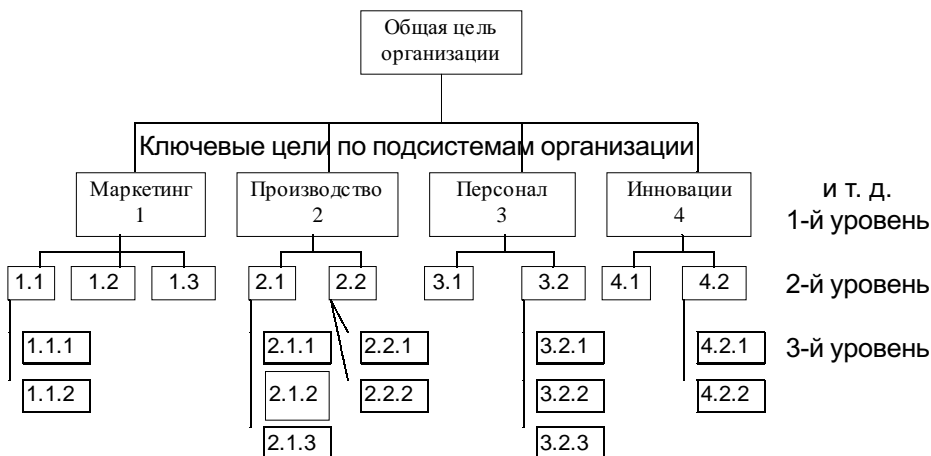 Общая цель
организации
Ключевые цели по подсистемам организации
Маркетинг
1
Производство
2
Персонал
3
Инновации
4
и т. д.
1-й уровень
1.1
1.2
1.3
2.1
2.2
3.1
3.2
4.1
4.2
2-й уровень
1.1.1
2.1.1
2.2.1
3.2.1
4.2.1
3-й уровень
1.1.2
2.1.2
2.2.2
3.2.2
4.2.2
2.1.3
3.2.3